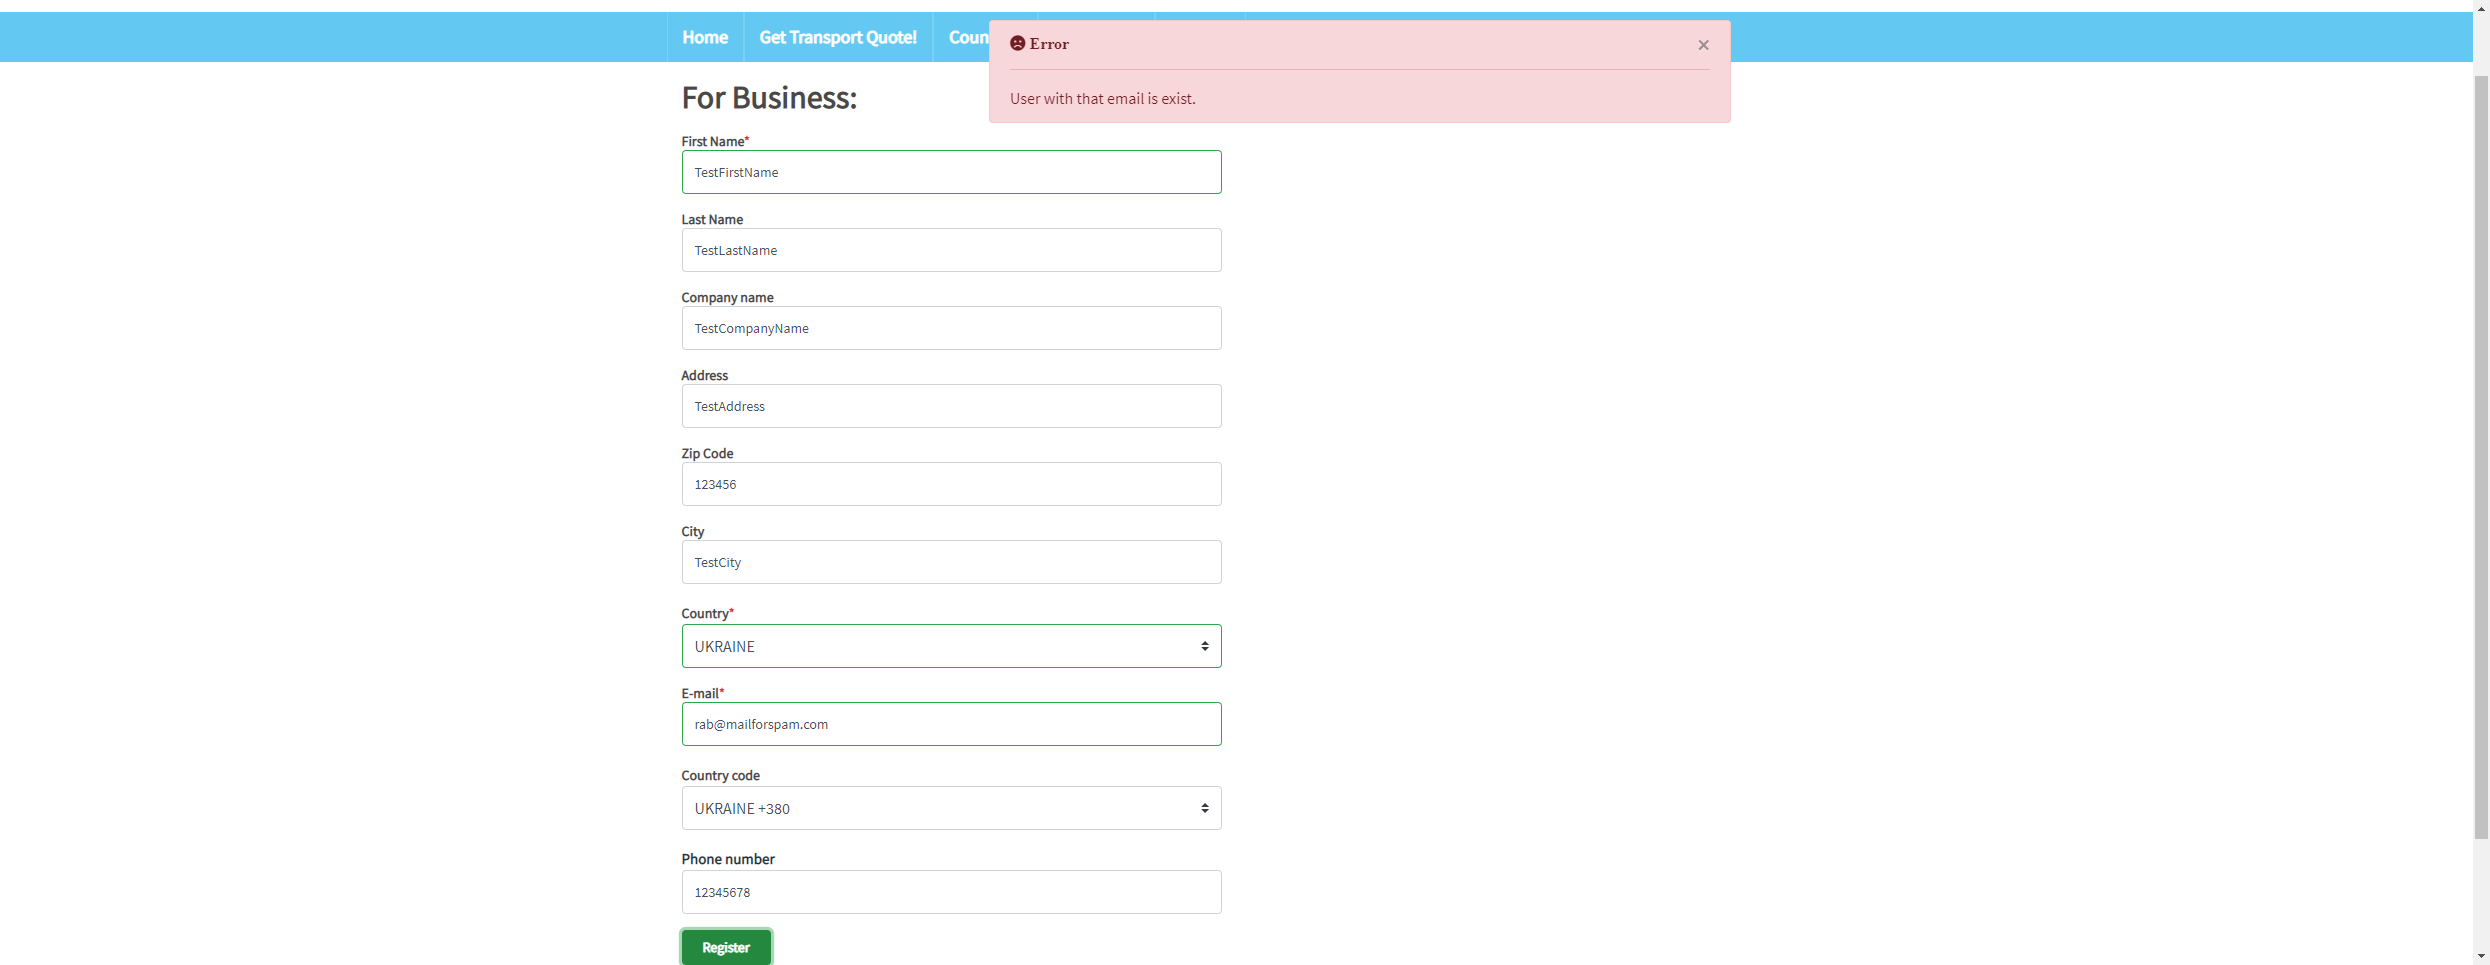 Home
Get Transport Quote!
Coun
Error
×
User with that email is exist.
For Business:
First Name*
TestFirstName
Last Name
TestLastName
Company name
TestCompanyName
Address
TestAddress
Zip Code
123456
City
TestCity
Country*
UKRAINE
E-mail*
rab@mailforspam.com
Country code
UKRAINE +380
Phone number
12345678
Register